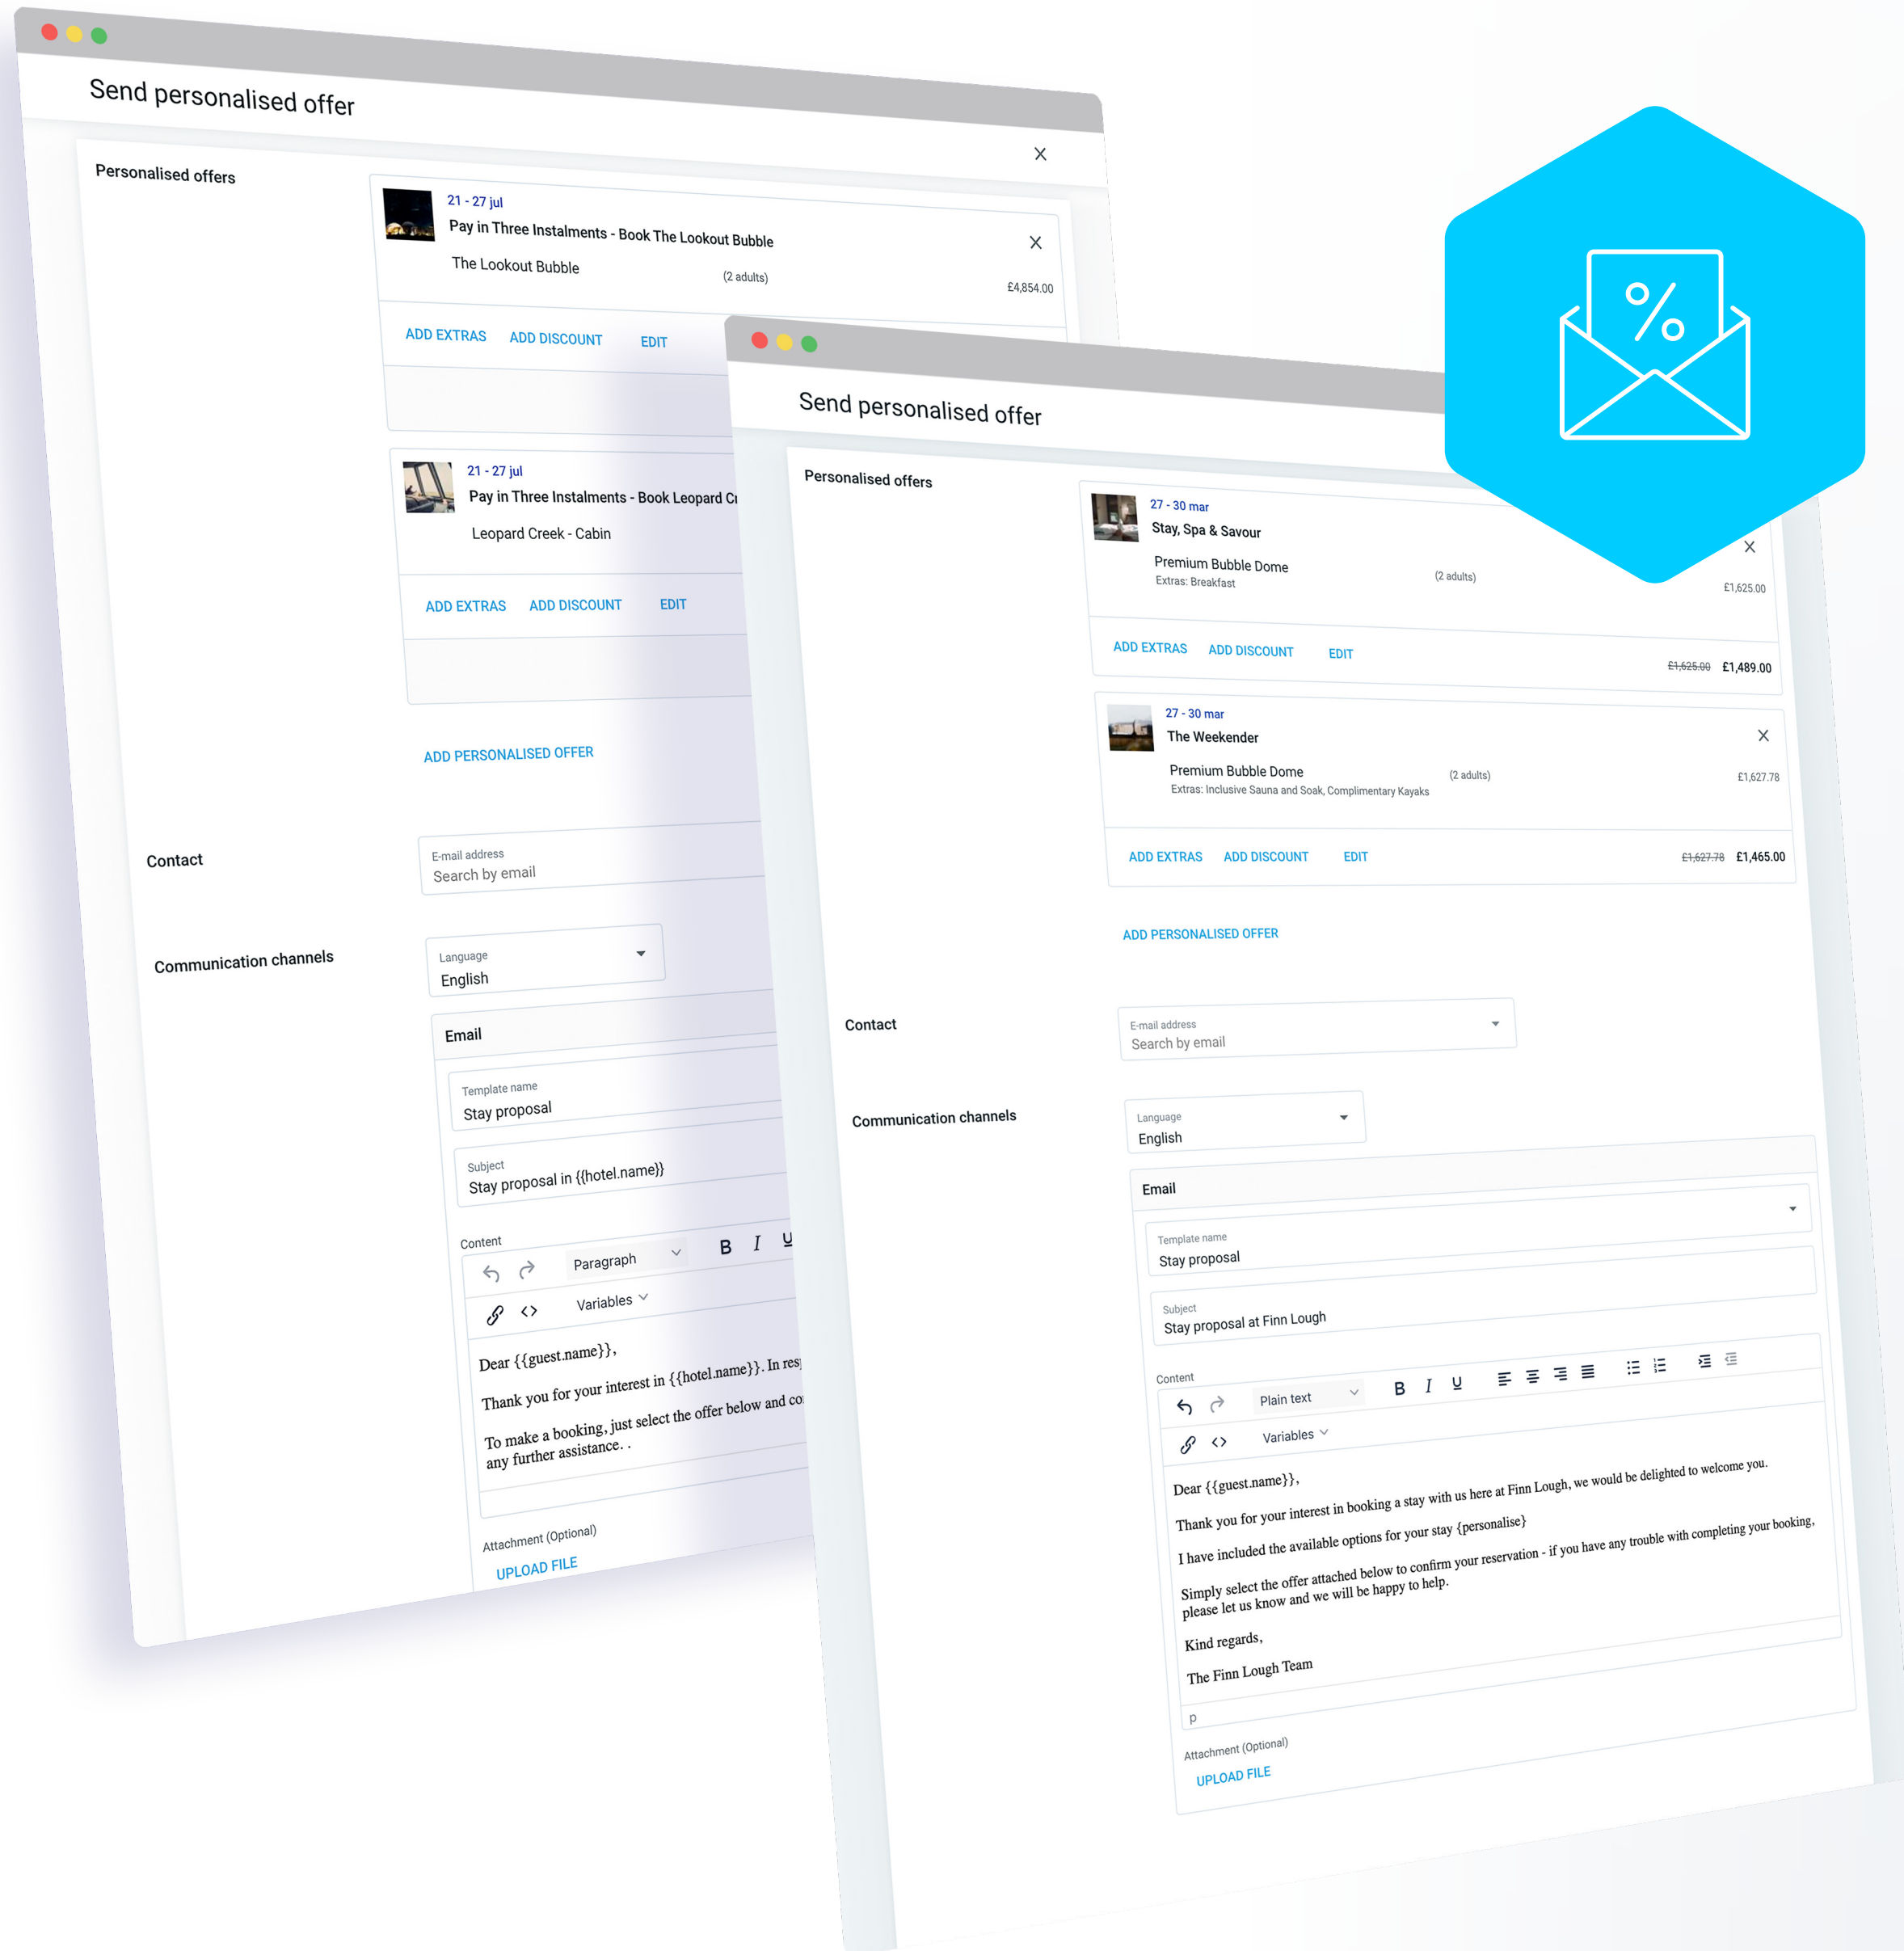 Send personalised offer
X
Personalised offers
21 - 27 jul
Pay in Three Instalments - Book The Lookout Bubble
X
The Lookout Bubble
(2 adults)
£4,854.00
ADD EXTRAS
ADD DISCOUNT
EDIT
21 - 27 jul
Pay in Three Instalments - Book Leopard
Leopard Creek - Cabin
ADD EXTRAS
ADD DISCOUNT
EDIT
ADD PERSONALISED OFFER
Contact
E-mail address
Search by email
Communication channels
Language
English
Email
Template name
Stay proposal
Subject
Stay proposal in {{hotel.name}}
Content
Paragraph
B I U
Variables
Dear {{guest.name}},
Thank you for your interest in {{hotel.name}}. In
To make a booking, just select the offer below and
any further assistance. .
Attachment (Optional)
UPLOAD FILE
Send personalised offer
%
Personalised offers
27 - 30 mar
Stay, Spa & Savour
X
Premium Bubble Dome
(2 adults)
£1,625.00
Extras: Breakfast
ADD EXTRAS
ADD DISCOUNT
EDIT
£1,625.00 £1,489.00
27 - 30 mar
The Weekender
X
Premium Bubble Dome
(2 adults)
£1,627.78
Extras: Inclusive Sauna and Soak, Complimentary Kayaks
ADD EXTRAS
ADD DISCOUNT
EDIT
£1,627.78 £1,465.00
ADD PERSONALISED OFFER
Contact
E-mail address
Search by email
Communication channels
Language
English
Email
Template name
Stay proposal
Subject
Stay proposal at Finn Lough
Content
Plain text
B I U
Variables
Dear {{guest.name}},
Thank you for your interest in booking a stay with us here at Finn Lough, we would be delighted to welcome you.
I have included the available options for your stay {personalise}
Simply select the offer attached below to confirm your reservation - if you have any trouble with completing your booking,
please let us know and we will be happy to help.
Kind regards,
The Finn Lough Team
p
Attachment (Optional)
UPLOAD FILE